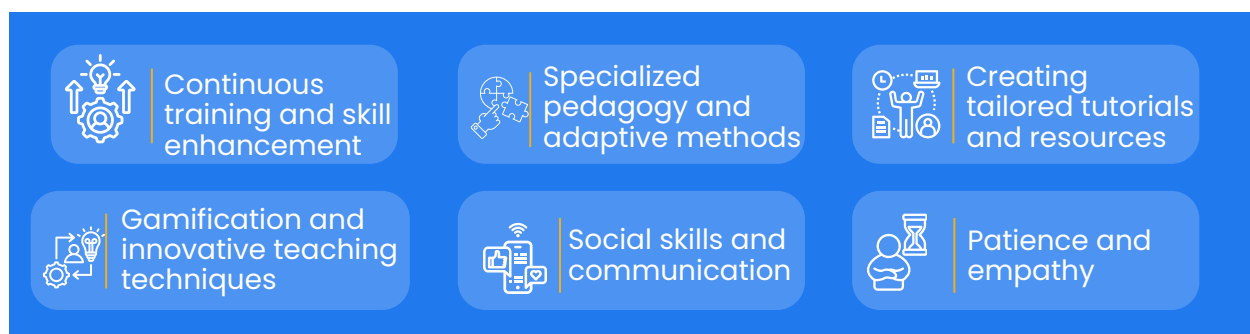 Continuous
training and skill
enhancement
Specialized
pedagogy and
adaptive methods
Creating
tailored tutorials
and resources
Gamification and
innovative teaching
techniques
Social skills and
communication
Patience and
empathy